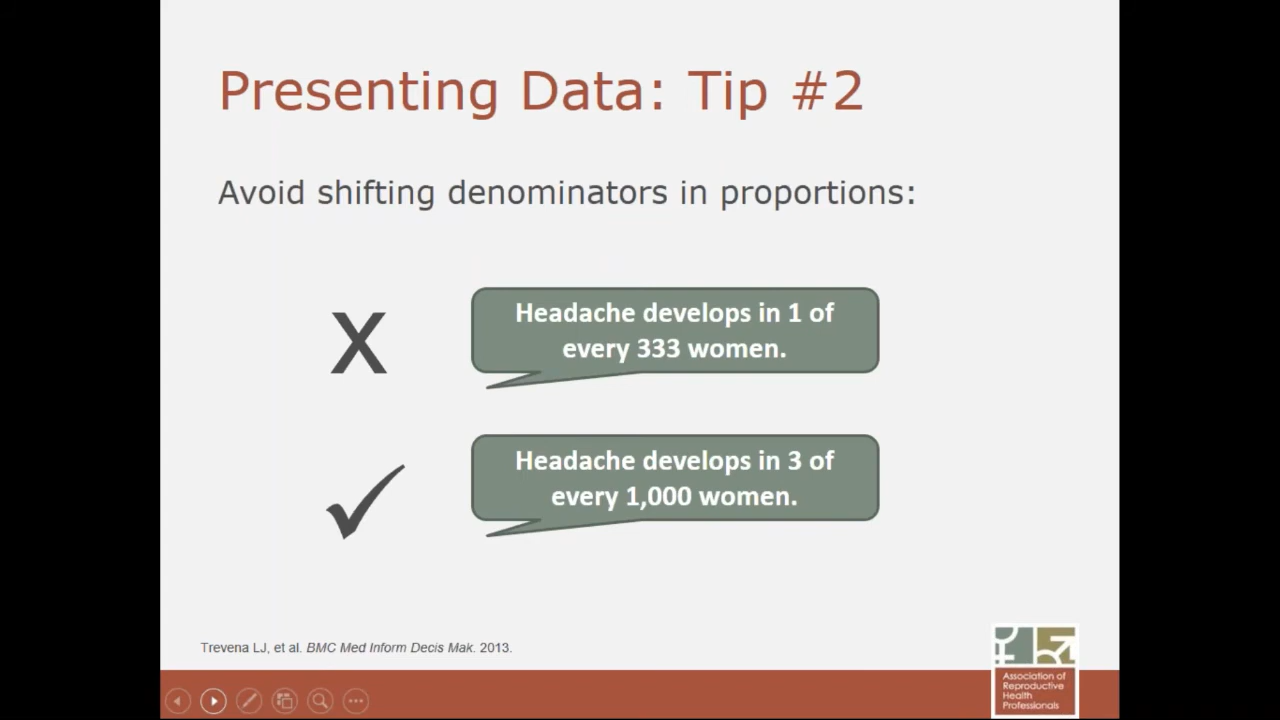 Presenting Data: Tip #2
Avoid shifting denominators in proportions:
X
Headache develops in 1 of
every 333 women.
Headache develops in 3 of
every 1,000 women.
Trevena LJ, et al. BMC Med Inform Decis Mak. 2013.
Association of
Reproductive
Health
Professionals